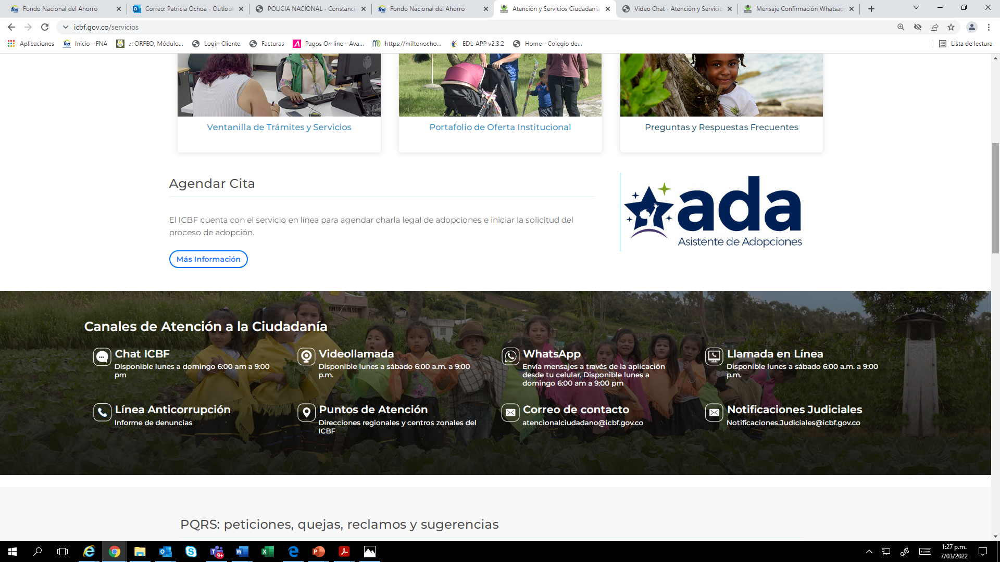 Fondo Nacional del Ahorro
Correo: Patricia Ochoa - Outloo
POLICIA NACIONAL - Constanci
Fondo Nacional del Ahorro
Atención y Servicios Ciudadanía
Video Chat - Atención y Servicio
Mensaje Confirmación Whatsap
icbf.gov.co/servicios
Aplicaciones
Inicio - FNA
.:: ORFEO, Módulo...
Login Cliente
Facturas
Pagos On line - Ava...
https://miltonocho...
EDL-APP v2.3.2
Home - Colegio de...
Lista de lectura
Ventanilla de Trámites y Servicios
Portafolio de Oferta Institucional
Preguntas y Respuestas Frecuentes
Agendar Cita
El ICBF cuenta con el servicio en línea para agendar charla legal de adopciones e iniciar la solicitud del
proceso de adopción.
Más Información
ada
Asistente de Adopciones
Canales de Atención a la Ciudadanía
Chat ICBF
Disponible lunes a domingo 6:00 am a 9:00
pm
Videollamada
Disponible lunes a sábado 6:00 a.m. a 9:00
p.m.
WhatsApp
Envía mensajes a través de la aplicación
desde tu celular. Disponible lunes a
domingo 6:00 am a 9:00 pm
Llamada en Línea
Disponible lunes a sábado 6:00 a.m. a 9:00
p.m.
Línea Anticorrupción
Informe de denuncias
Puntos de Atención
Direcciones regionales y centros zonales del
ICBF
Correo de contacto
atencionalciudadano@icbf.gov.co
Notificaciones Judiciales
Notificaciones.Judiciales@icbf.gov.co
PQRS: peticiones, quejas, reclamos y sugerencias
9+
1:27 p.m.
7/03/2022